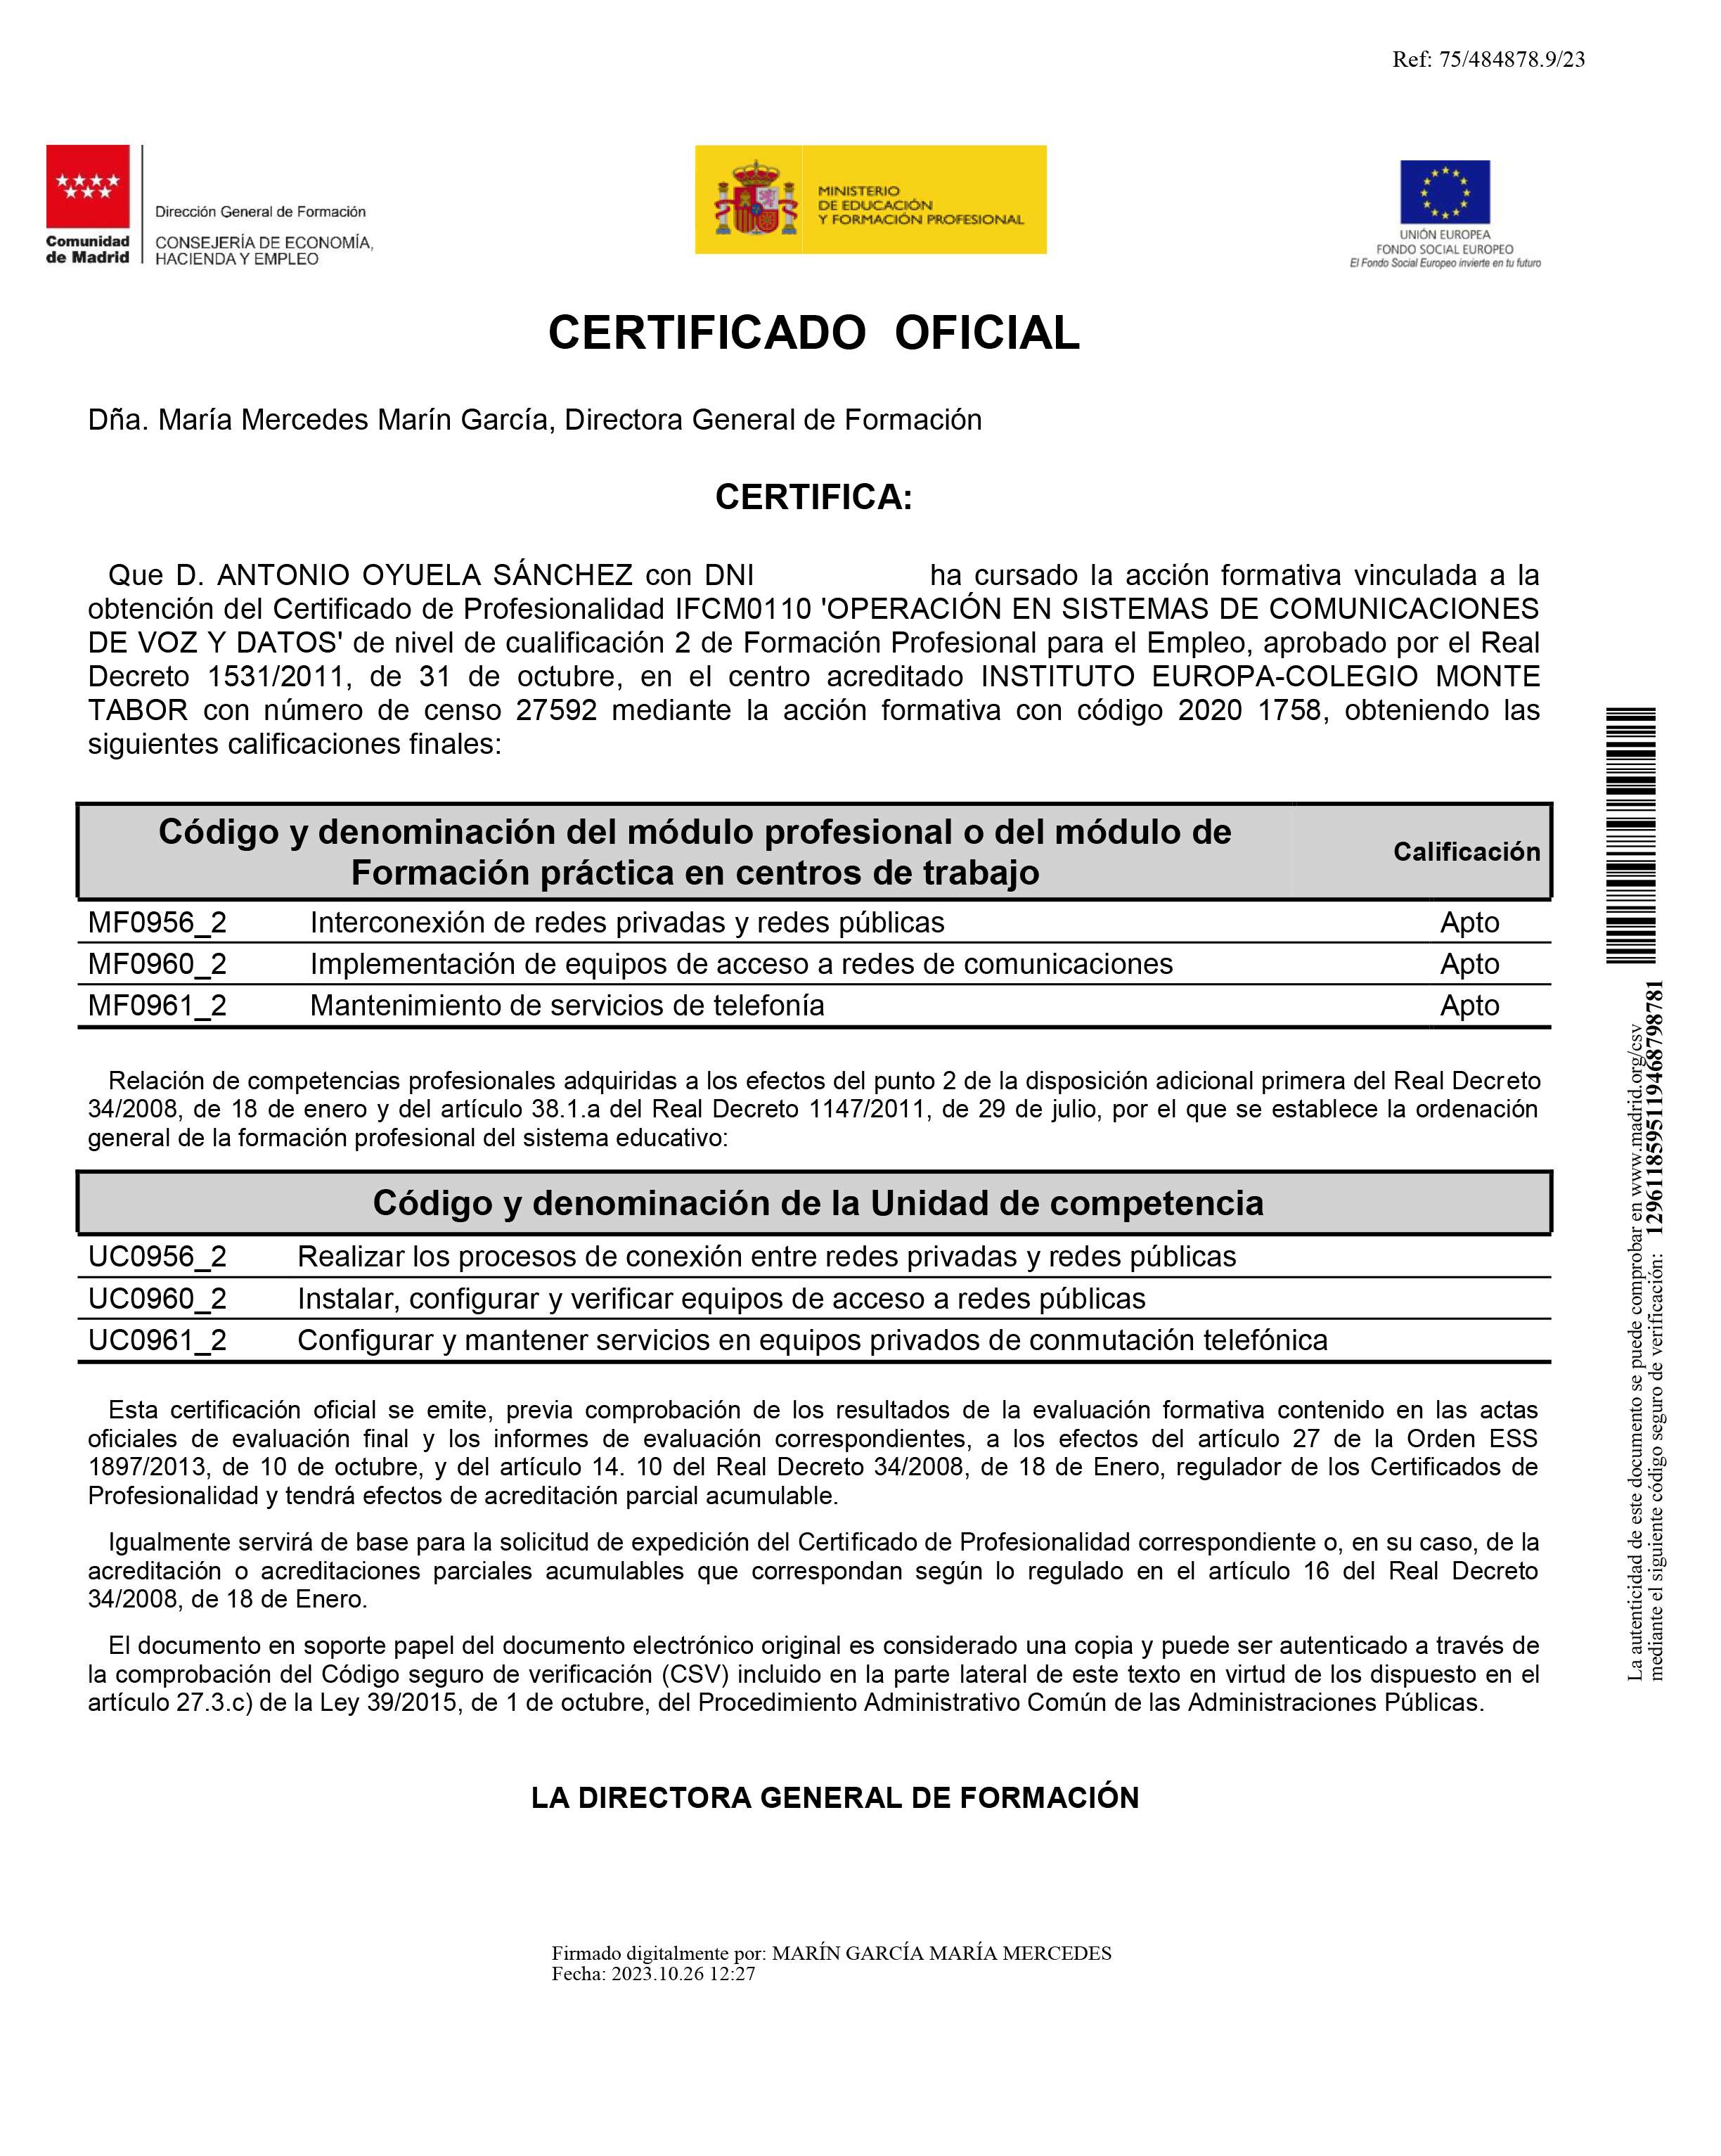 Ref: 75/484878.9/23
Comunidad
de Madrid
Dirección General de Formación
CONSEJERÍA DE ECONOMÍA,
HACIENDA Y EMPLEO
MINISTERIO
DE EDUCACIÓN
Y FORMACIÓN PROFESIONAL
UNIÓN EUROPEA
FONDO SOCIAL EUROPEO
El Fondo Social Europeo invierte en tu futuro
CERTIFICADO OFICIAL
Dña. María Mercedes Marín García, Directora General de Formación
CERTIFICA:
Que D. ANTONIO OYUELA SÁNCHEZ con DNI ha cursado la acción formativa vinculada a la
obtención del Certificado de Profesionalidad IFCM0110 'OPERACIÓN EN SISTEMAS DE COMUNICACIONES
DE VOZ Y DATOS' de nivel de cualificación 2 de Formación Profesional para el Empleo, aprobado por el Real
Decreto 1531/2011, de 31 de octubre, en el centro acreditado INSTITUTO EUROPA-COLEGIO MONTE
TABOR con número de censo 27592 mediante la acción formativa con código 2020 1758, obteniendo las
siguientes calificaciones finales:
Código y denominación del módulo profesional o del módulo de
Formación práctica en centros de trabajo
Calificación
MF0956_2 Interconexión de redes privadas y redes públicas Apto
MF0960_2 Implementación de equipos de acceso a redes de comunicaciones Apto
MF0961_2 Mantenimiento de servicios de telefonía Apto
Relación de competencias profesionales adquiridas a los efectos del punto 2 de la disposición adicional primera del Real Decreto
34/2008, de 18 de enero y del artículo 38.1.a del Real Decreto 1147/2011, de 29 de julio, por el que se establece la ordenación
general de la formación profesional del sistema educativo:
Código y denominación de la Unidad de competencia
UC0956_2 Realizar los procesos de conexión entre redes privadas y redes públicas
UC0960_2 Instalar, configurar y verificar equipos de acceso a redes públicas
UC0961_2 Configurar y mantener servicios en equipos privados de conmutación telefónica
Esta certificación oficial se emite, previa comprobación de los resultados de la evaluación formativa contenido en las actas
oficiales de evaluación final y los informes de evaluación correspondientes, a los efectos del artículo 27 de la Orden ESS
1897/2013, de 10 de octubre, y del artículo 14. 10 del Real Decreto 34/2008, de 18 de Enero, regulador de los Certificados de
Profesionalidad y tendrá efectos de acreditación parcial acumulable.
Igualmente servirá de base para la solicitud de expedición del Certificado de Profesionalidad correspondiente o, en su caso, de la
acreditación o acreditaciones parciales acumulables que correspondan según lo regulado en el artículo 16 del Real Decreto
34/2008, de 18 de Enero.
El documento en soporte papel del documento electrónico original es considerado una copia y puede ser autenticado a través de
la comprobación del Código seguro de verificación (CSV) incluido en la parte lateral de este texto en virtud de los dispuesto en el
artículo 27.3.c) de la Ley 39/2015, de 1 de octubre, del Procedimiento Administrativo Común de las Administraciones Públicas.
LA DIRECTORA GENERAL DE FORMACIÓN
Firmado digitalmente por: MARÍN GARCÍA MARÍA MERCEDES
Fecha: 2023.10.26 12:27
La autenticidad de este documento se puede comprobar en www.madrid.org/csv
mediante el siguiente código seguro de verificación: 1296118595119468798781